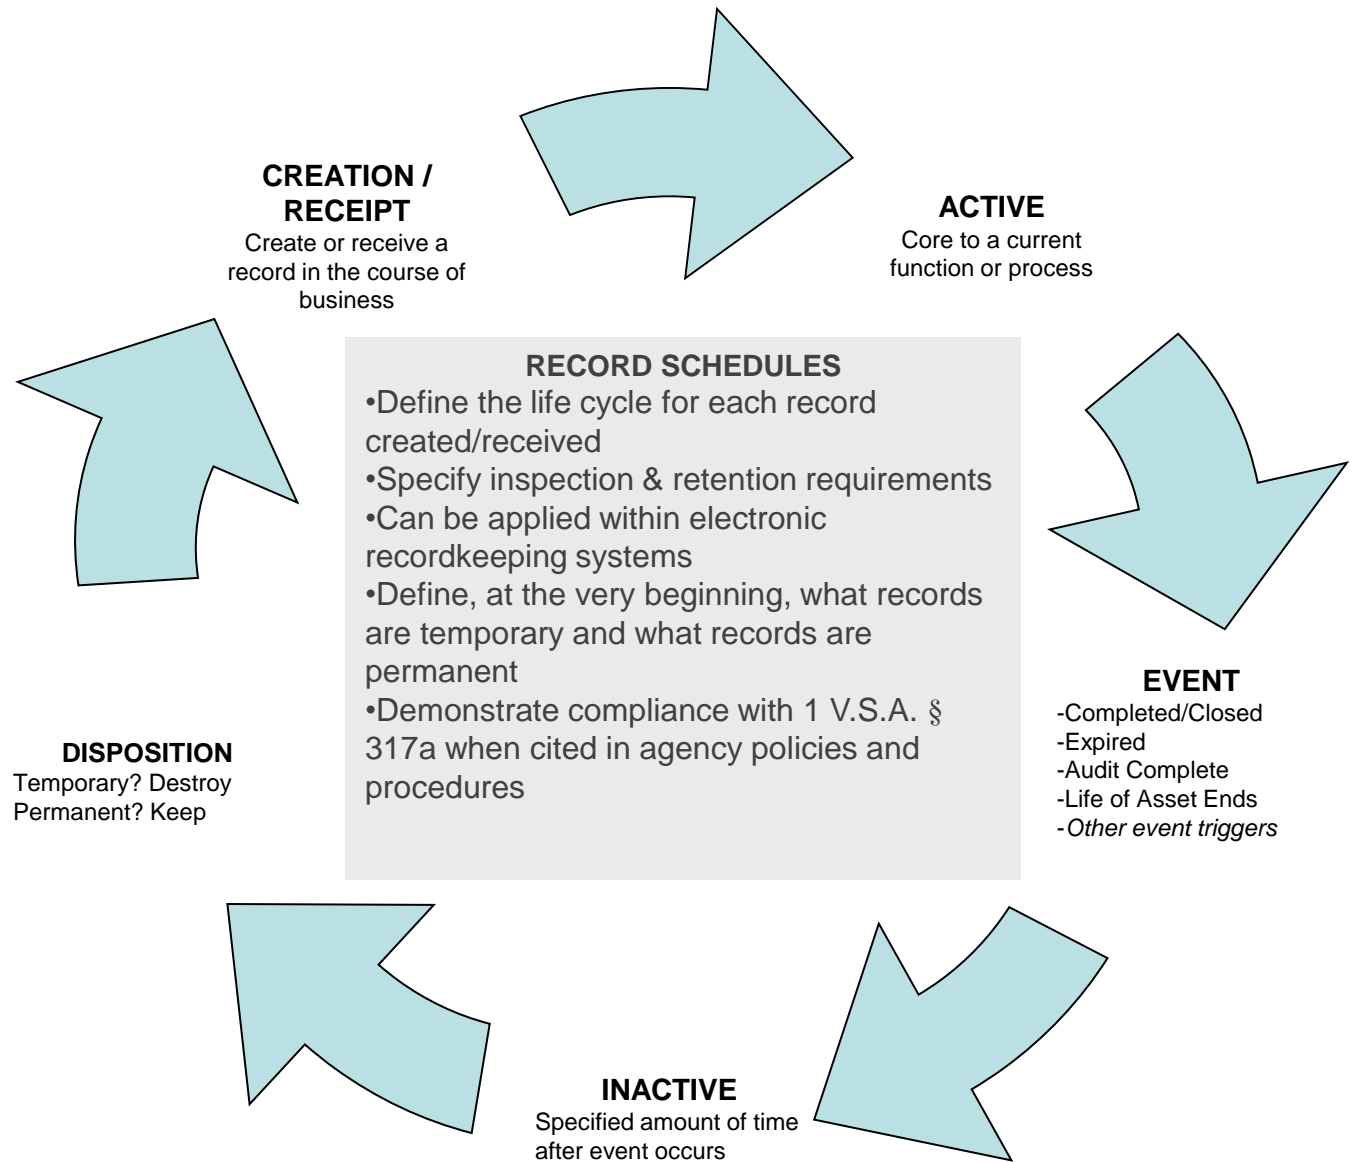 CREATION /
RECEIPT
Create or receive a
record in the course of
business
ACTIVE
Core to a current
function or process
RECORD SCHEDULES
•Define the life cycle for each record
created/received
•Specify inspection & retention requirements
•Can be applied within electronic
recordkeeping systems
•Define, at the very beginning, what records
are temporary and what records are
permanent
•Demonstrate compliance with 1 V.S.A. §
317a when cited in agency policies and
procedures
EVENT
-Completed/Closed
-Expired
-Audit Complete
-Life of Asset Ends
-Other event triggers
INACTIVE
Specified amount of time
after event occurs
DISPOSITION
Temporary? Destroy
Permanent? Keep